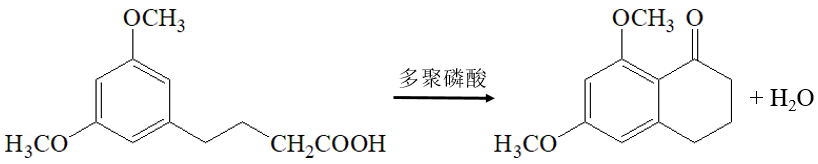 OCH₃
OCH₃ O
多聚磷酸
+ H₂O
H₃CO CH₂COOH H₃CO